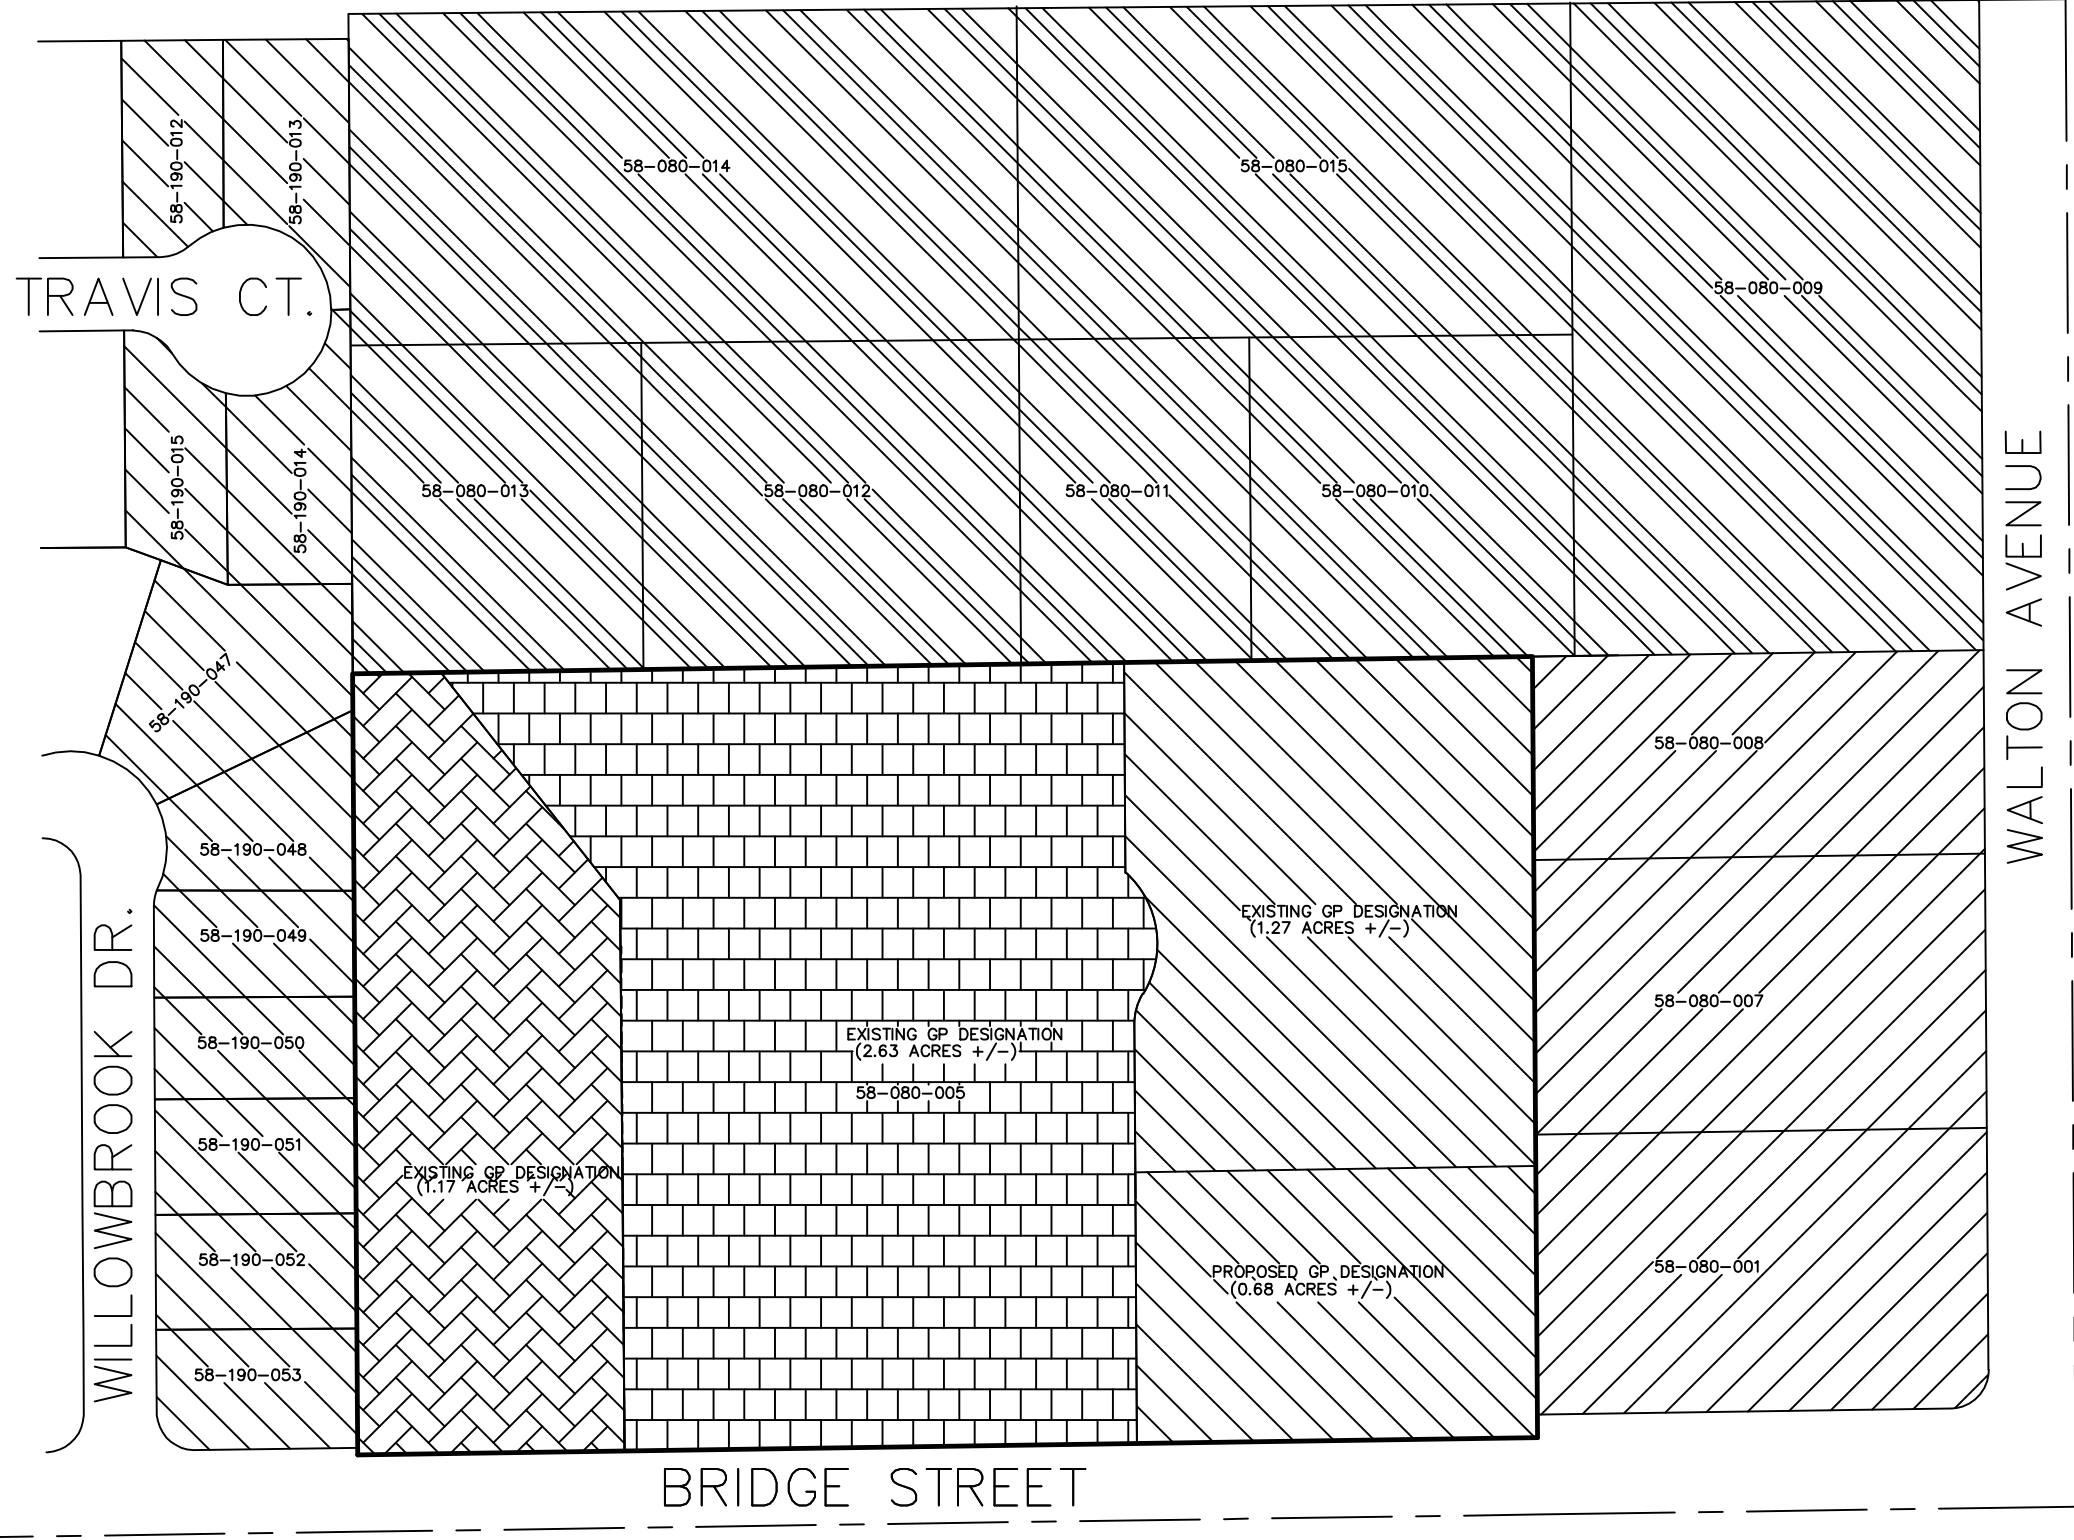 58-190-012
58-190-013
58-080-014
58-080-015
58-080-009
TRAVIS CT.
58-190-015
58-190-014
58-080-013
58-080-012
58-080-011
58-080-010
WALTON AVENUE
58-190-047
58-080-008
58-190-048
58-190-049
EXISTING GP DESIGNATION
(1.27 ACRES +/-)
58-080-007
WILLOWBROOK DR.
58-190-050
EXISTING GP DESIGNATION
(2.63 ACRES +/-)
58-080-005
58-190-051
EXISTING GP DESIGNATION
(1.17 ACRES +/-)
58-190-052
PROPOSED GP DESIGNATION
(0.68 ACRES +/-)
58-080-001
58-190-053
BRIDGE STREET